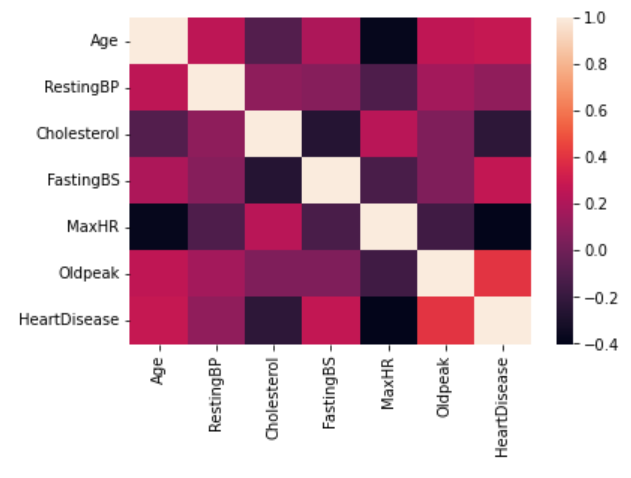 Age
RestingBP
Cholesterol
FastingBS
MaxHR
Oldpeak
HeartDisease
Age
RestingBP
Cholesterol
FastingBS
MaxHR
Oldpeak
HeartDisease
1.0
0.8
0.6
0.4
0.2
0.0
−0.2
−0.4